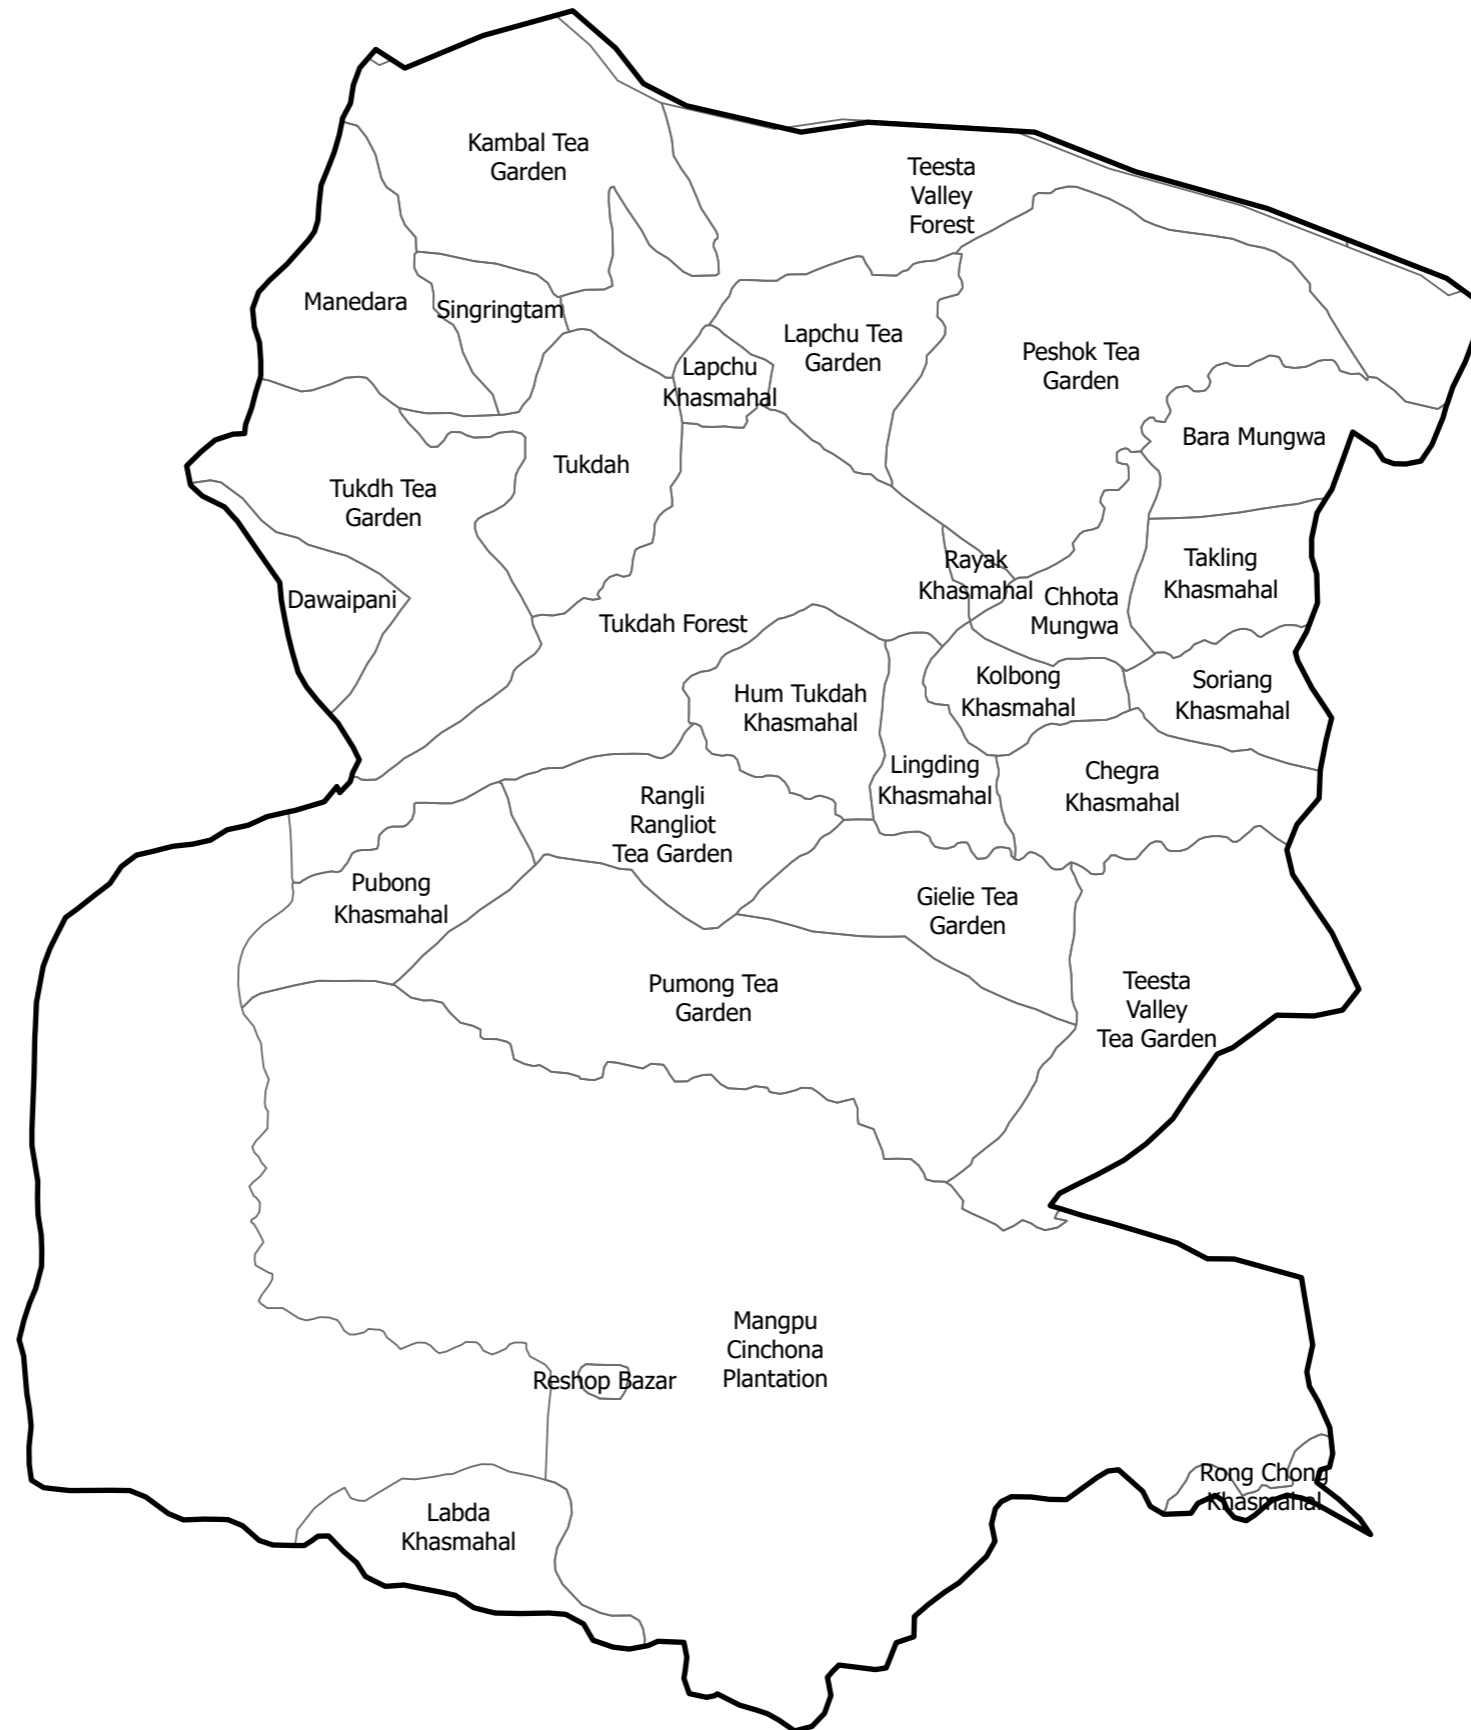 Kambal Tea
Garden
Teesta
Valley
Forest
Manedara
Singringtam
Lapchu Tea
Garden
Lapchu
Khasmahal
Peshok Tea
Garden
Bara Mungwa
Tukdah
Tukdh Tea
Garden
Rayak
Khasmahal
Takling
Khasmahal
Chhota
Mungwa
Dawaipani
Tukdah Forest
Hum Tukdah
Khasmahal
Kolbong
Khasmahal
Soriang
Khasmahal
Lingding
Khasmahal
Chegra
Khasmahal
Rangli
Rangliot
Tea Garden
Pubong
Khasmahal
Gielie Tea
Garden
Pumong Tea
Garden
Teesta
Valley
Tea Garden
Mangpu
Cinchona
Plantation
Reshop Bazar
Rong Chong
Khasmahal
Labda
Khasmahal